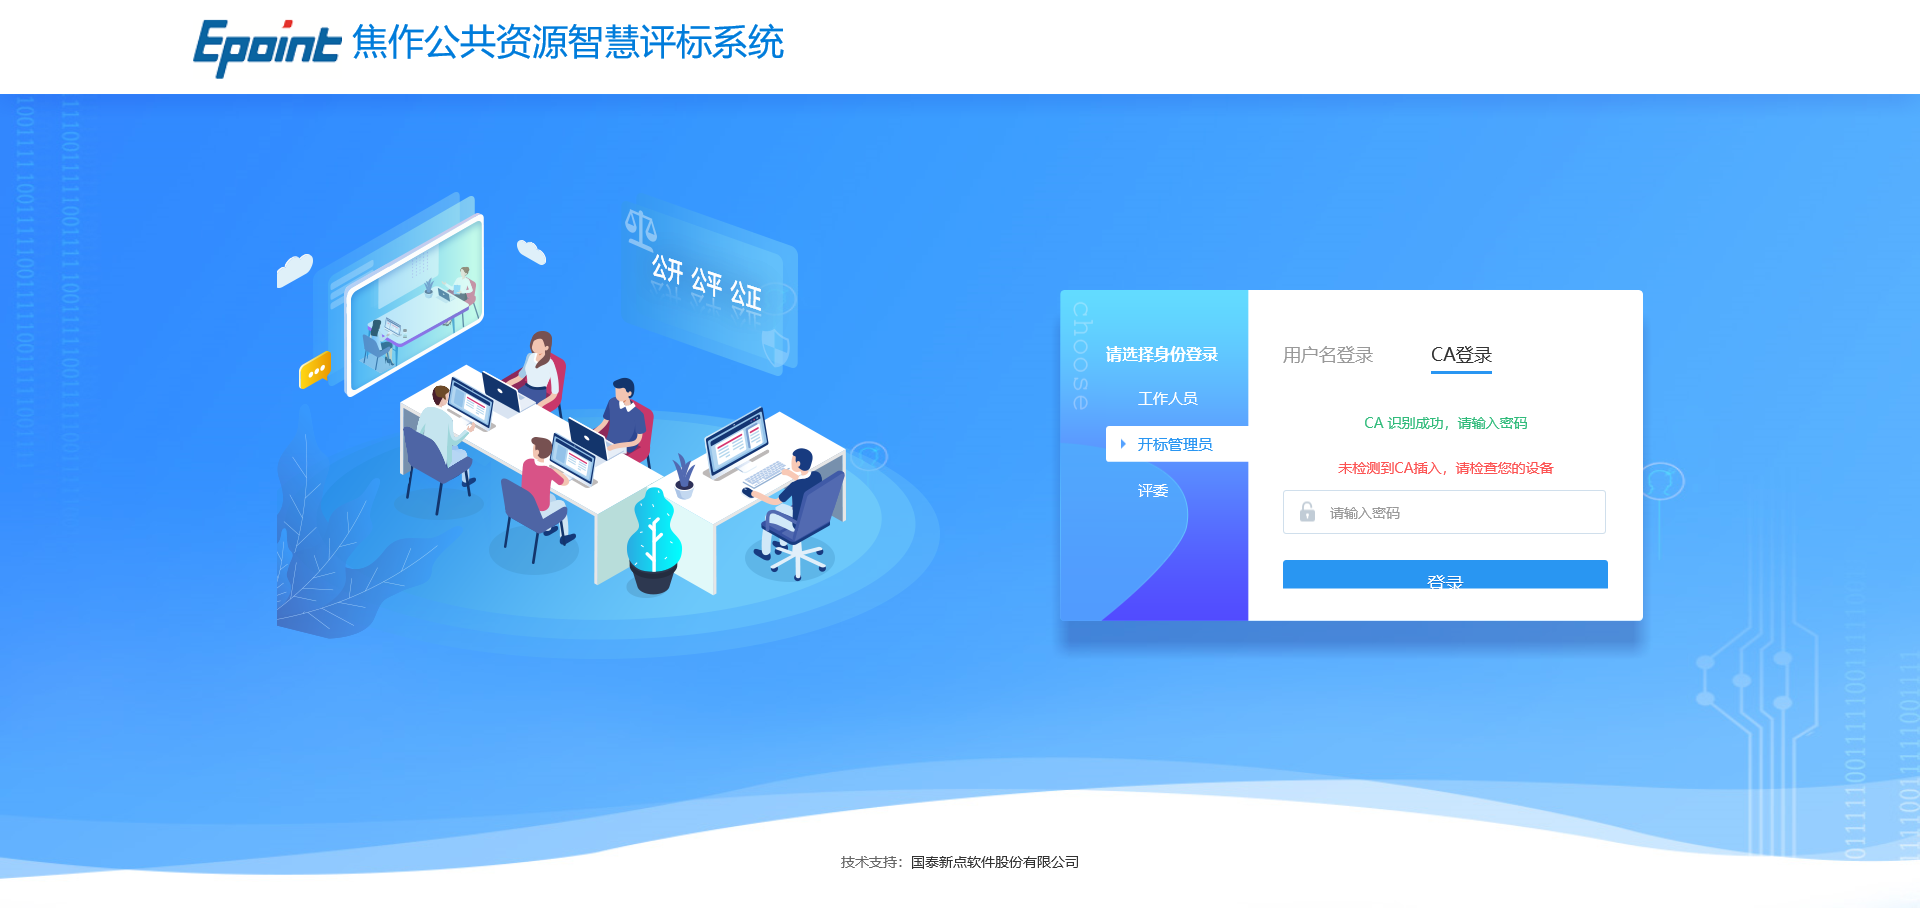 Epoint 焦作公共资源智慧评标系统
公开 公平 公正
choose
请选择身份登录
工作人员
开标管理员
评委
用户名登录 CA登录
CA 识别成功，请输入密码
未检测到CA插入，请检查您的设备
请输入密码
登录
技术支持：国泰新点软件股份有限公司